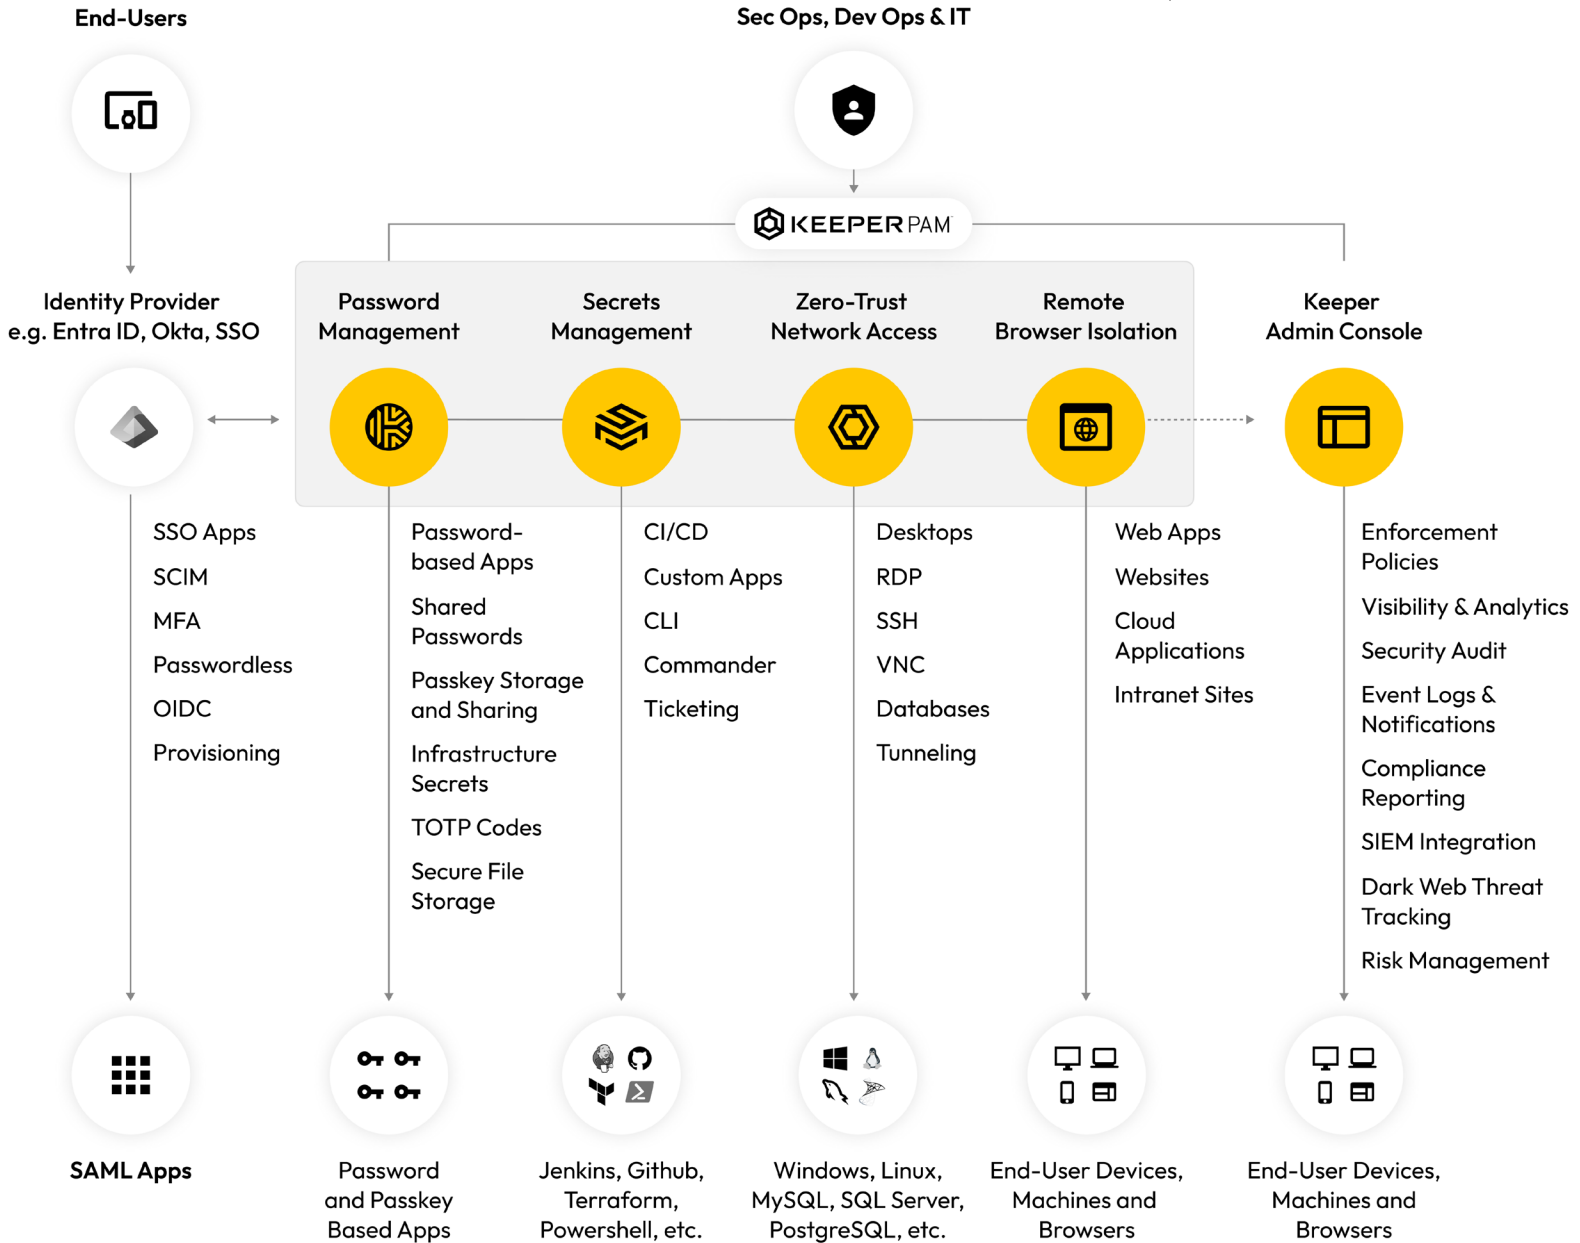 End-Users
Sec Ops, Dev Ops & IT
KEEPER PAM
Identity Provider
e.g. Entra ID, Okta, SSO
Password
Management
Secrets
Management
Zero-Trust
Network Access
Remote
Browser Isolation
Keeper
Admin Console
SSO Apps
SCIM
MFA
Passwordless
OIDC
Provisioning
Password-
based Apps
Shared
Passwords
Passkey Storage
and Sharing
Infrastructure
Secrets
TOTP Codes
Secure File
Storage
CI/CD
Custom Apps
CLI
Commander
Ticketing
Desktops
RDP
SSH
VNC
Databases
Tunneling
Web Apps
Websites
Cloud
Applications
Intranet Sites
Enforcement
Policies
Visibility & Analytics
Security Audit
Event Logs &
Notifications
Compliance
Reporting
SIEM Integration
Dark Web Threat
Tracking
Risk Management
SAML Apps
Password
and Passkey
Based Apps
Jenkins, Github,
Terraform,
Powershell, etc.
Windows, Linux,
MySQL, SQL Server,
PostgreSQL, etc.
End-User Devices,
Machines and
Browsers
End-User Devices,
Machines and
Browsers